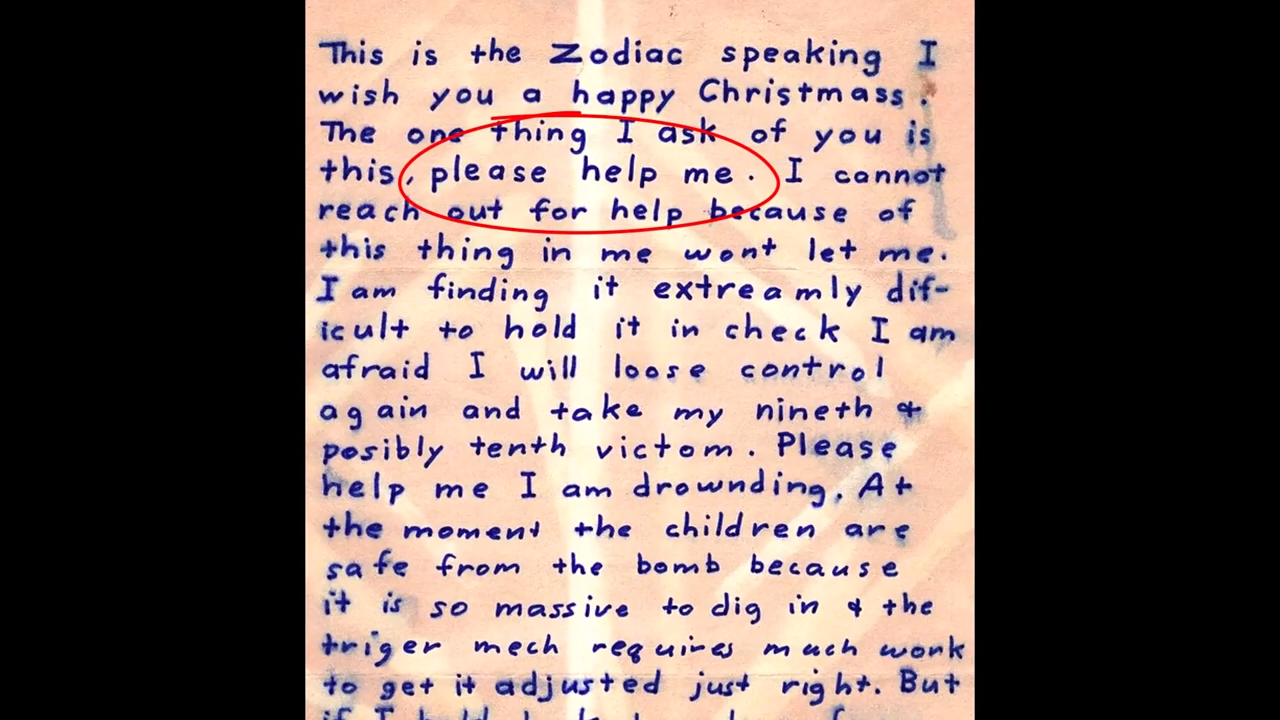 This is the Zodiac speaking I
wish you a happy Christmass.
The one thing I ask of you is
this, please help me. I cannot
reach out for help because of
this thing in me wont let me.
I am finding it extreamly dif-
icult to hold it in check I am
afraid I will loose control
again and take my nineth &
posibly tenth victom. Please
help me I am drownding. At
the moment the children are
safe from the bomb because
it is so massive to dig in & the
triger mech requires much work
to get it adjusted just right. But
if I